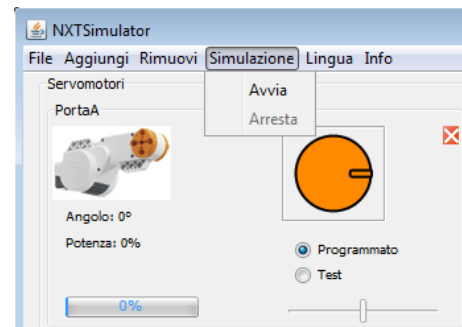 NXTSimulator
File Aggiungi Rimuovi Simulazione Lingua Info
Avvia
Arresta
Servomotori
PortaA
Angolo: 0°
Potenza: 0%
0%
Programmato
Test